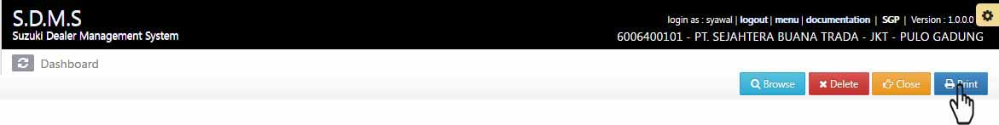 S.D.M.S
Suzuki Dealer Management System
login as : syawal | logout | menu | documentation | SGP | Version : 1.0.0.0
6006400101 - PT. SEJAHTERA BUANA TRADA - JKT - PULO GADUNG
Dashboard
Browse Delete Close Print